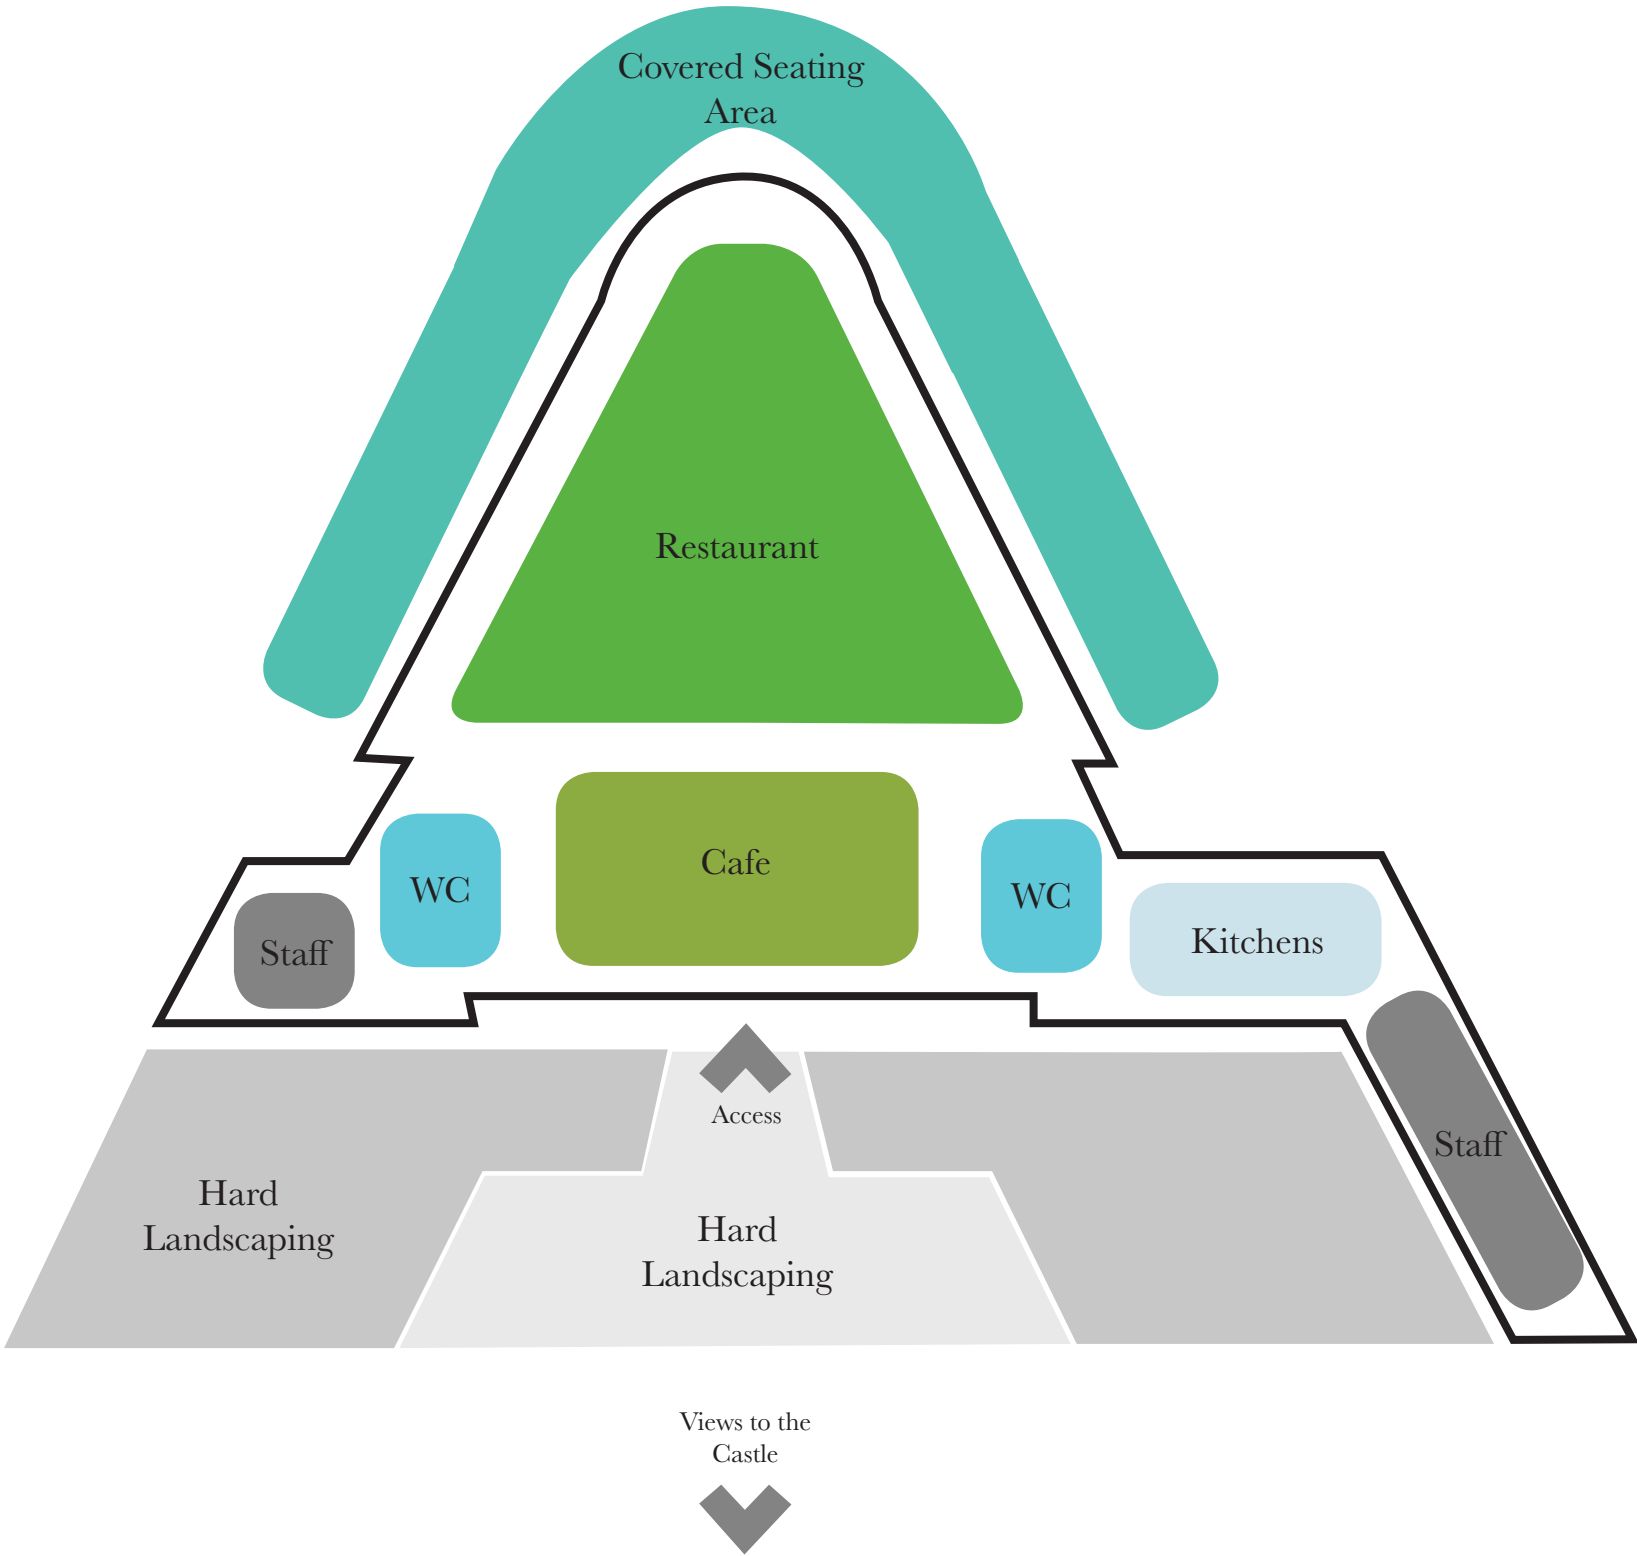 Covered Seating
Area
Restaurant
Cafe
WC
WC
Kitchens
Staff
Staff
Access
Hard
Landscaping
Hard
Landscaping
Views to the
Castle